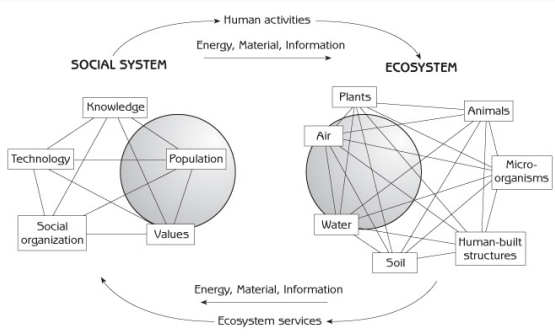 Human activities
Energy, Material, Information
SOCIAL SYSTEM
ECOSYSTEM
Knowledge
Technology
Population
Social
organization
Values
Plants
Animals
Air
Micro-
organisms
Water
Human-built
structures
Soil
Energy, Material, Information
Ecosystem services